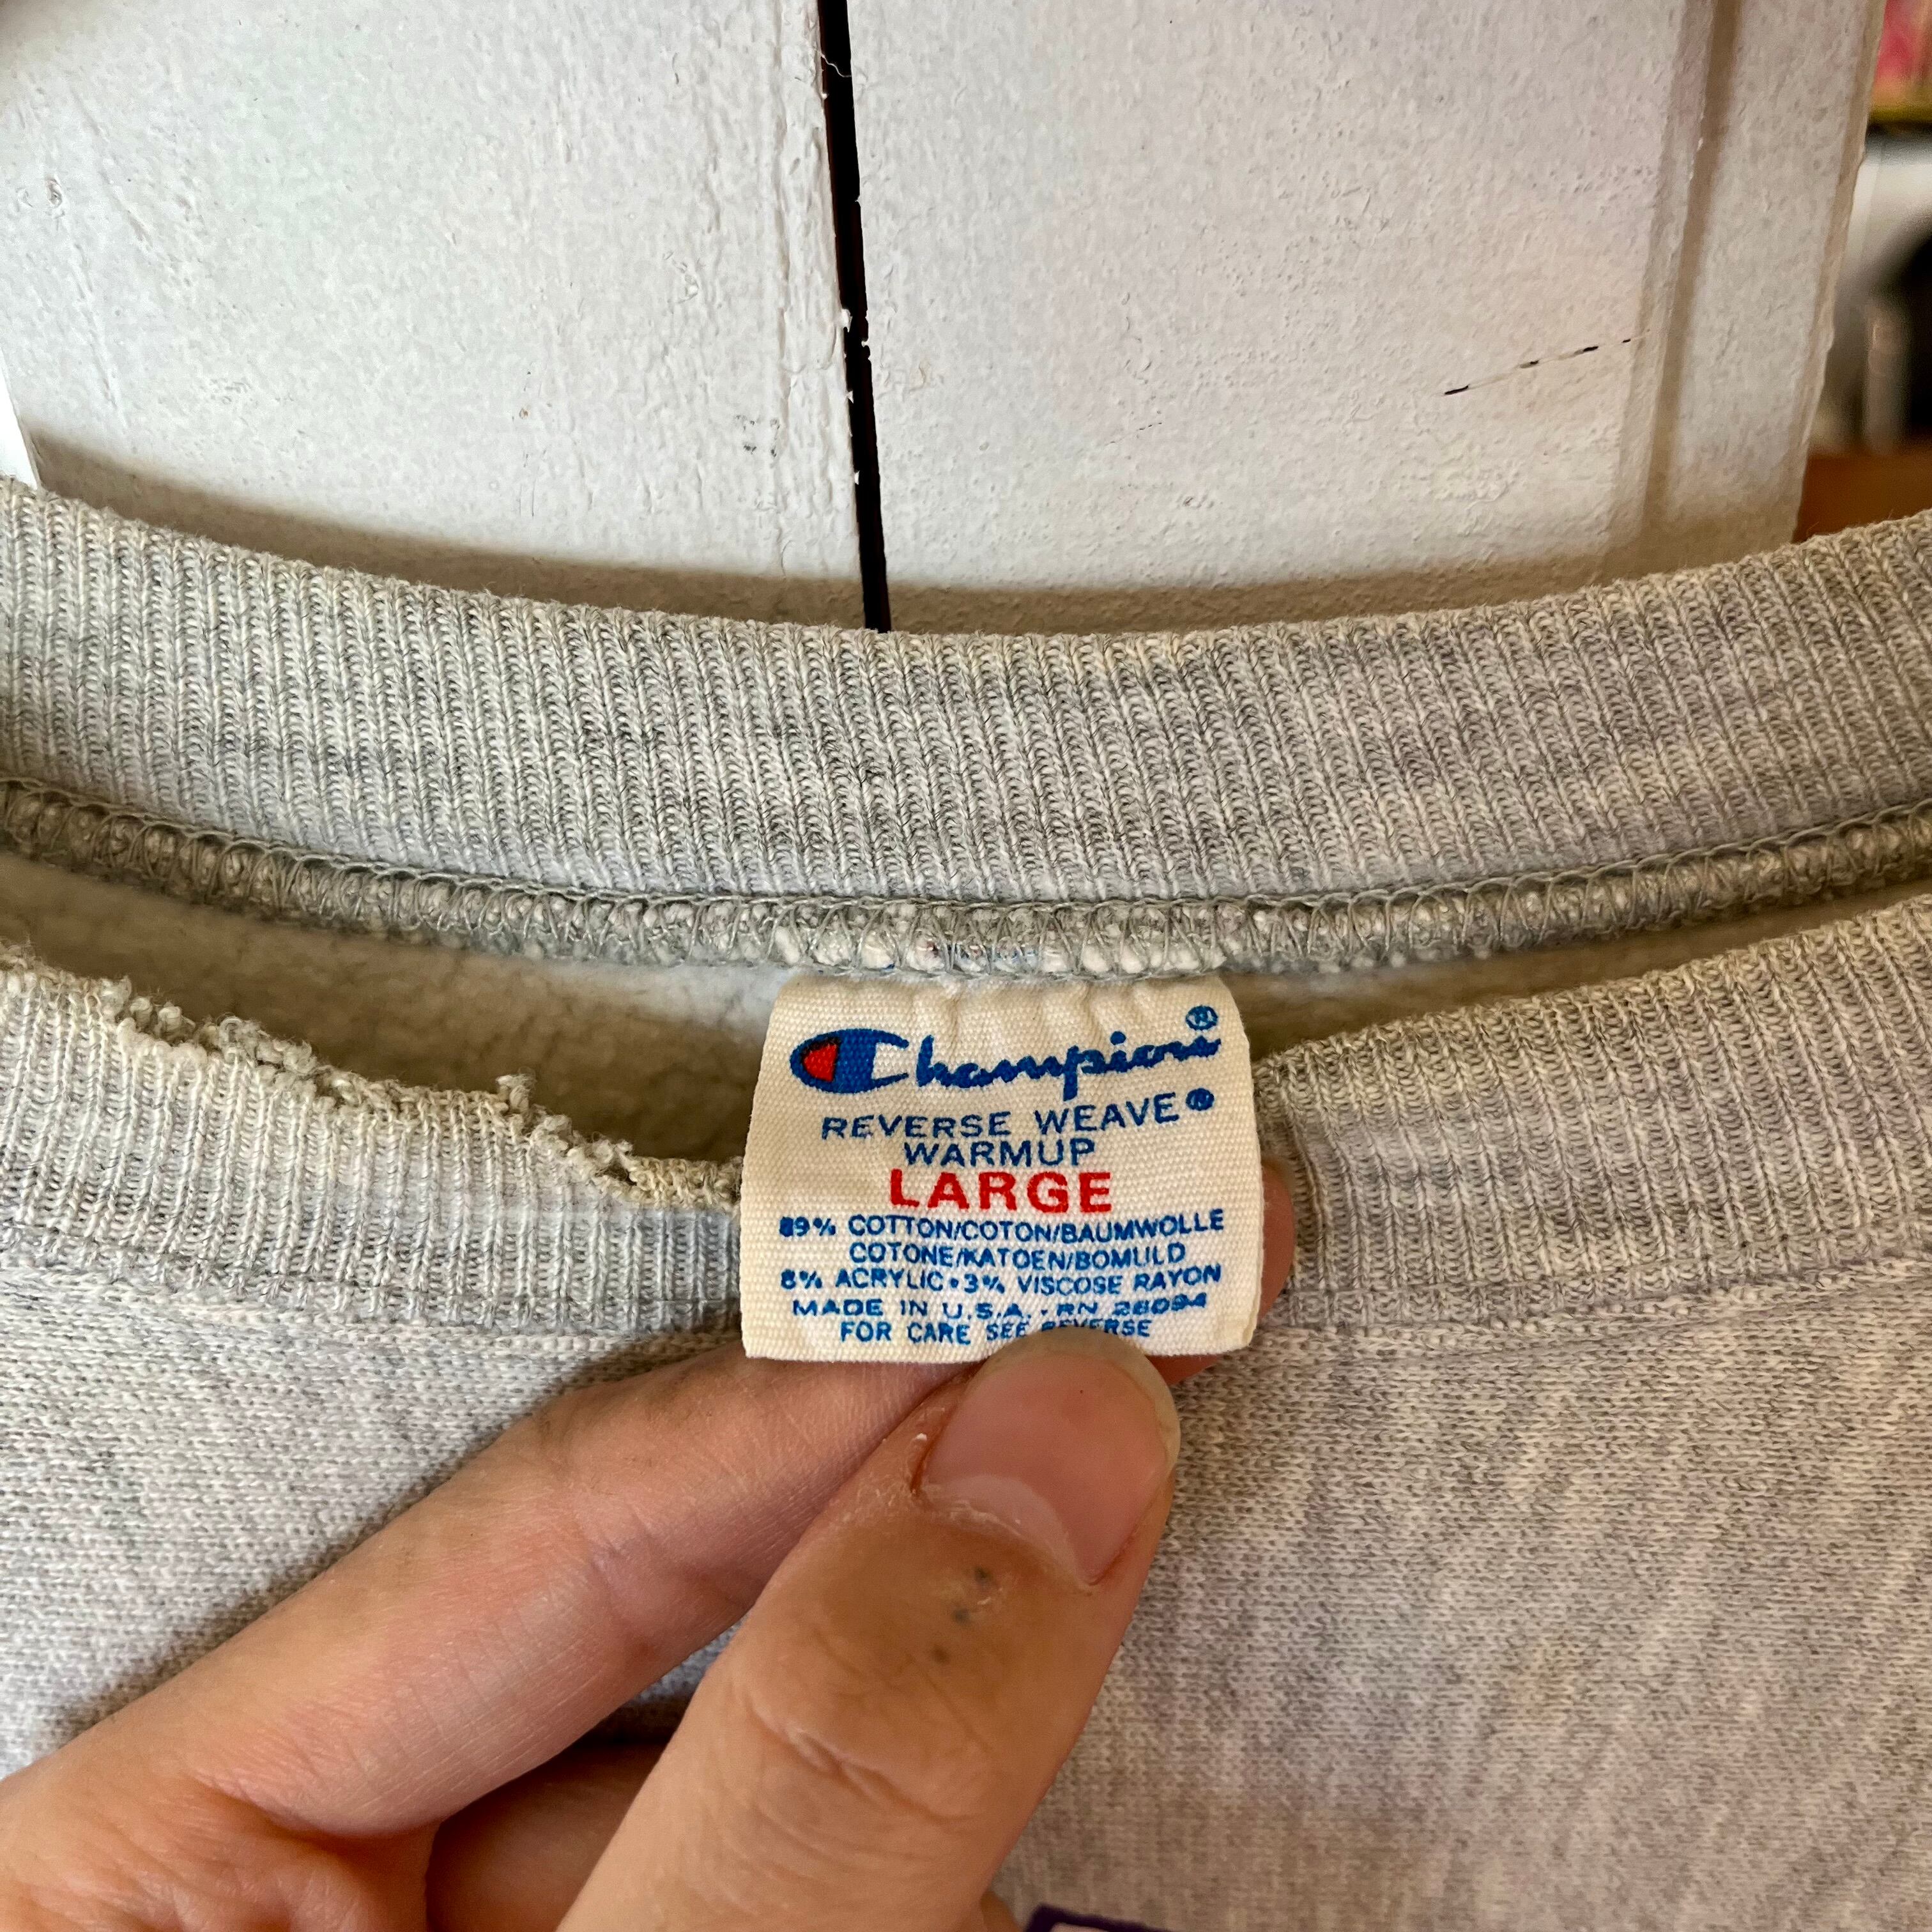 Champion®
REVERSE WEAVE®
WARMUP
LARGE
89% COTTON/COTON/BAUMWOLLE
COTONE/KATOEN/BOMULD
8% ACRYLIC•3% VISCOSE RAYON
MADE IN U.S.A.·RN 26094
FOR CARE SEE REVERSE